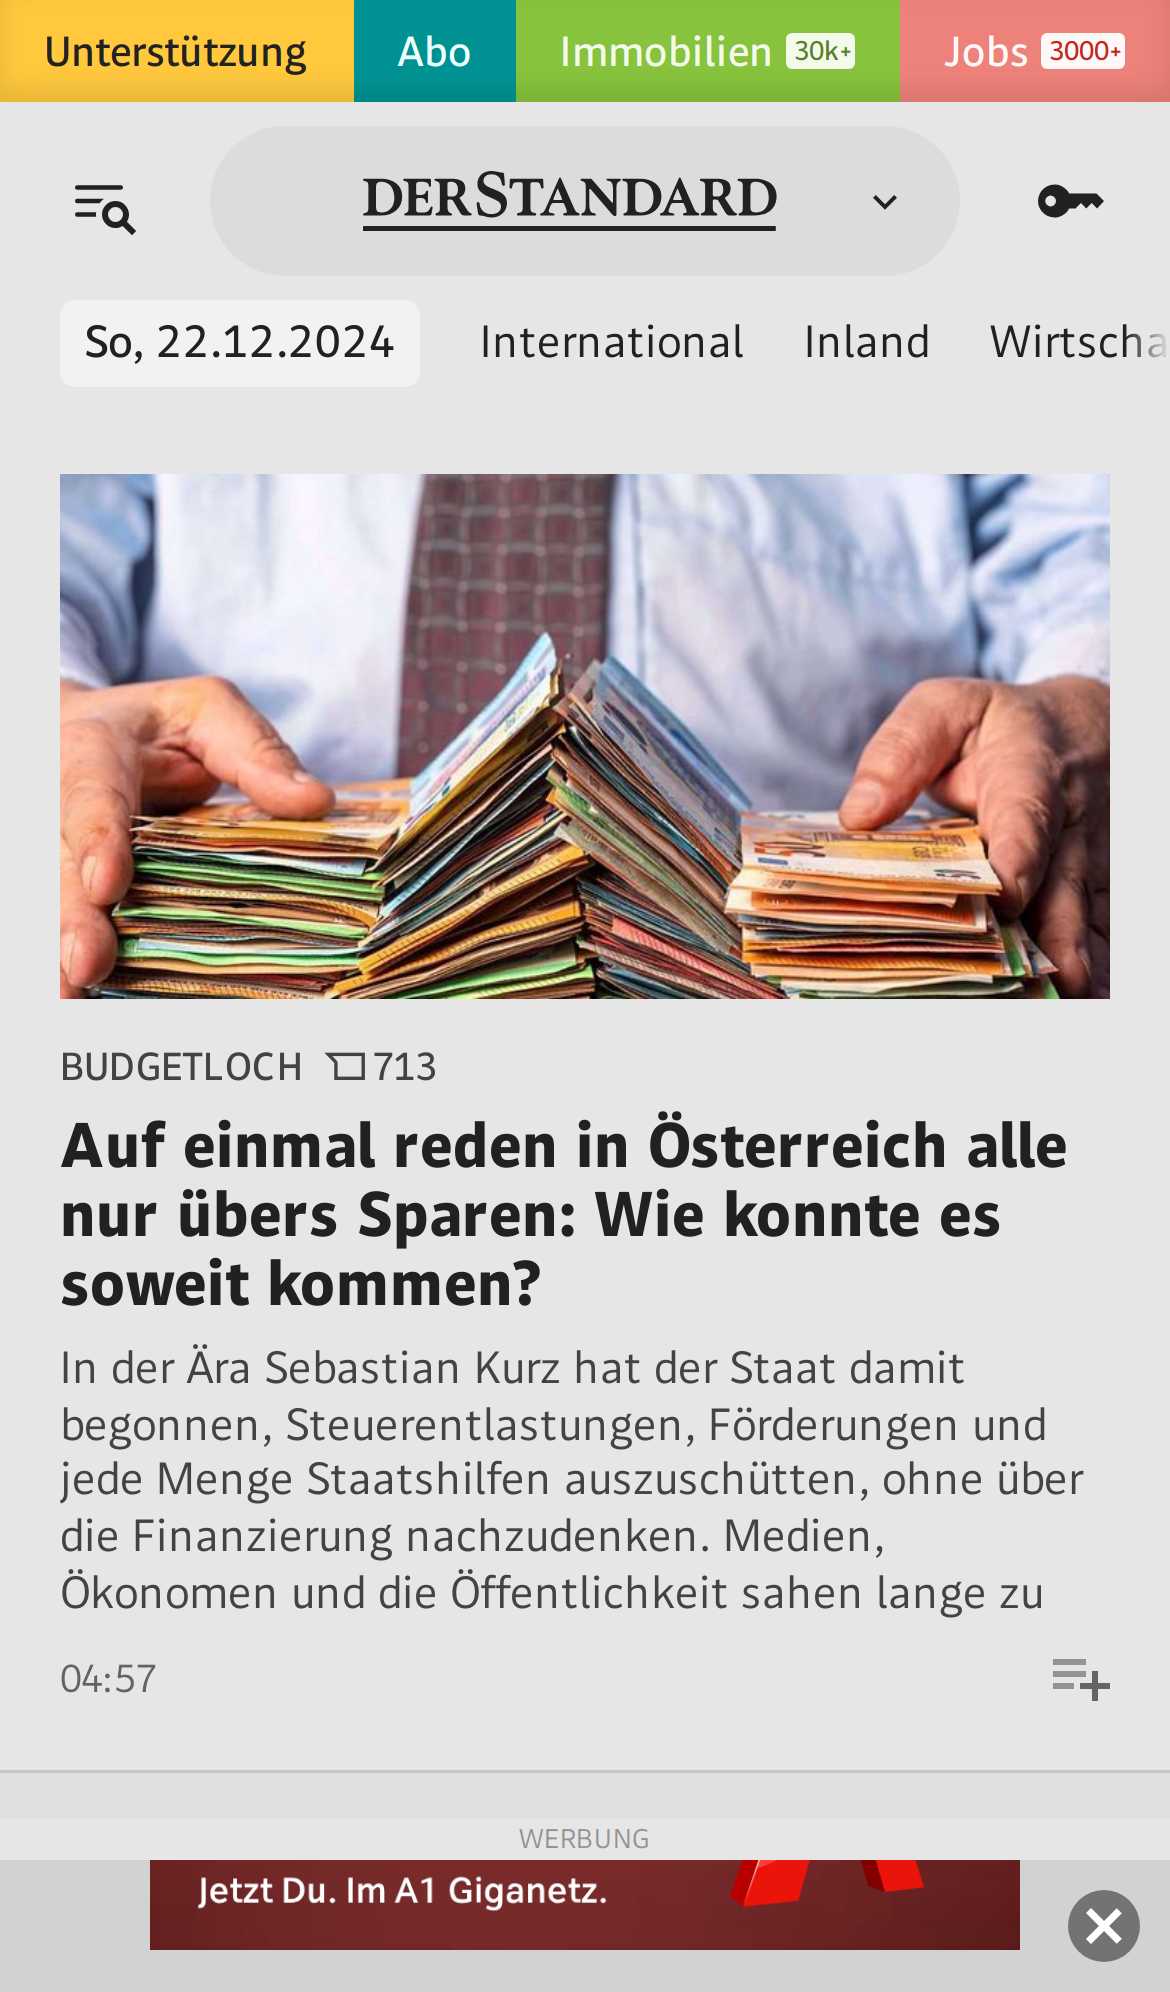 Unterstützung Abo Immobilien 30k+ Jobs 3000+
DERSTANDARD
So, 22.12.2024 International Inland Wirtscha
BUDGETLOCH 713
Auf einmal reden in Österreich alle
nur übers Sparen: Wie konnte es
soweit kommen?
In der Ära Sebastian Kurz hat der Staat damit
begonnen, Steuerentlastungen, Förderungen und
jede Menge Staatshilfen auszuschütten, ohne über
die Finanzierung nachzudenken. Medien,
Ökonomen und die Öffentlichkeit sahen lange zu
04:57
WERBUNG
Jetzt Du. Im A1 Giganetz.